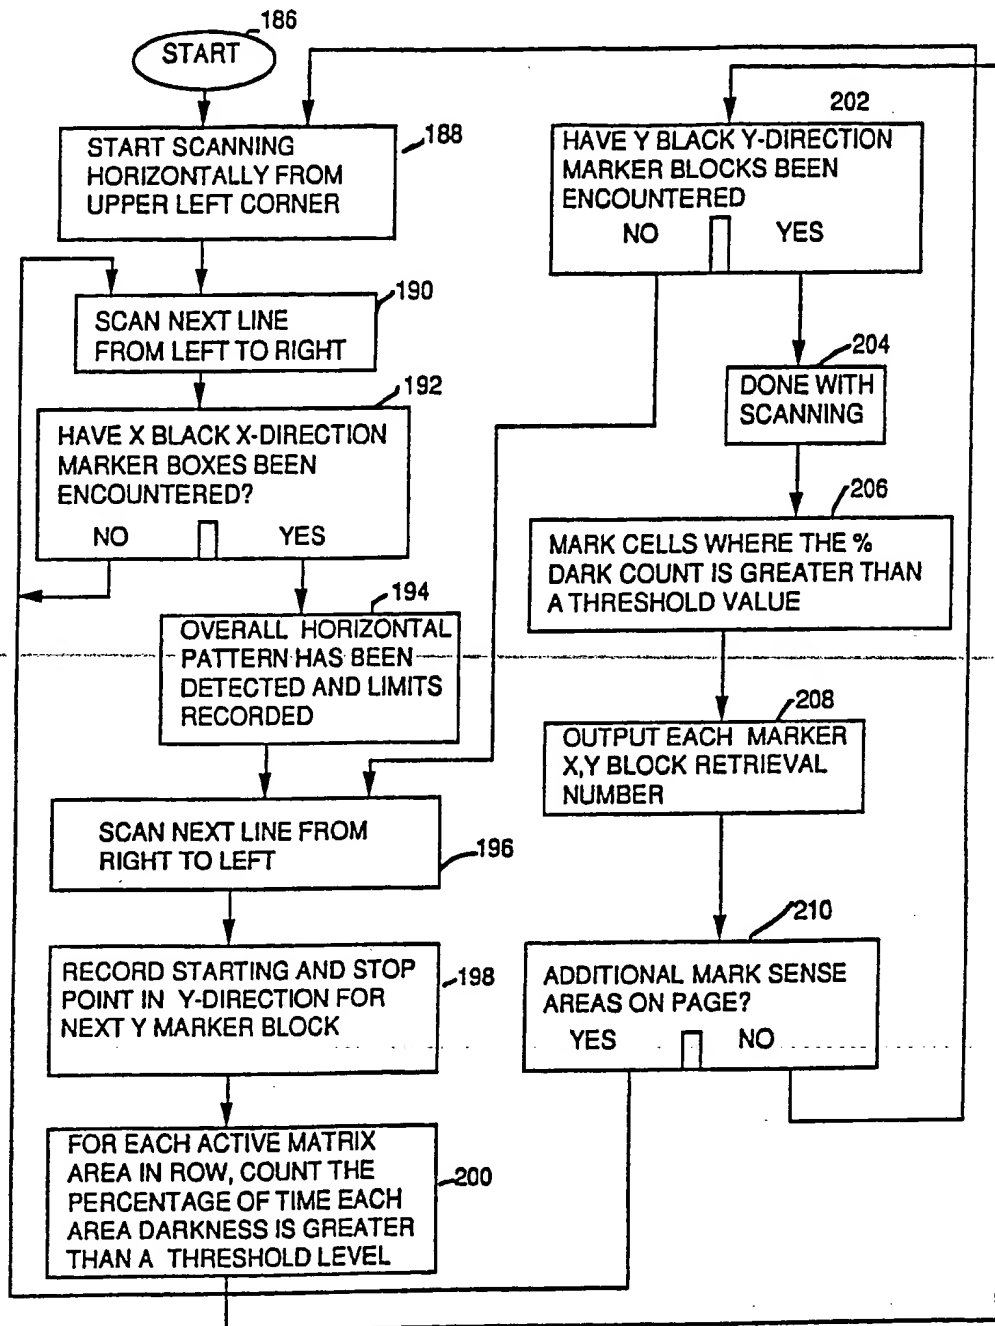 186
START
188
START SCANNING
HORIZONTALLY FROM
UPPER LEFT CORNER
190
SCAN NEXT LINE
FROM LEFT TO RIGHT
192
HAVE X BLACK X-DIRECTION
MARKER BOXES BEEN
ENCOUNTERED?
NO YES
194
OVERALL HORIZONTAL
PATTERN HAS BEEN
DETECTED AND LIMITS
RECORDED
SCAN NEXT LINE FROM
RIGHT TO LEFT
196
RECORD STARTING AND STOP
POINT IN Y-DIRECTION FOR
NEXT Y MARKER BLOCK
198
FOR EACH ACTIVE MATRIX
AREA IN ROW, COUNT THE
PERCENTAGE OF TIME EACH
AREA DARKNESS IS GREATER
THAN A THRESHOLD LEVEL
200
202
HAVE Y BLACK Y-DIRECTION
MARKER BLOCKS BEEN
ENCOUNTERED
NO YES
204
DONE WITH
SCANNING
206
MARK CELLS WHERE THE %
DARK COUNT IS GREATER THAN
A THRESHOLD VALUE
208
OUTPUT EACH MARKER
X,Y BLOCK RETRIEVAL
NUMBER
210
ADDITIONAL MARK SENSE
AREAS ON PAGE?
YES NO